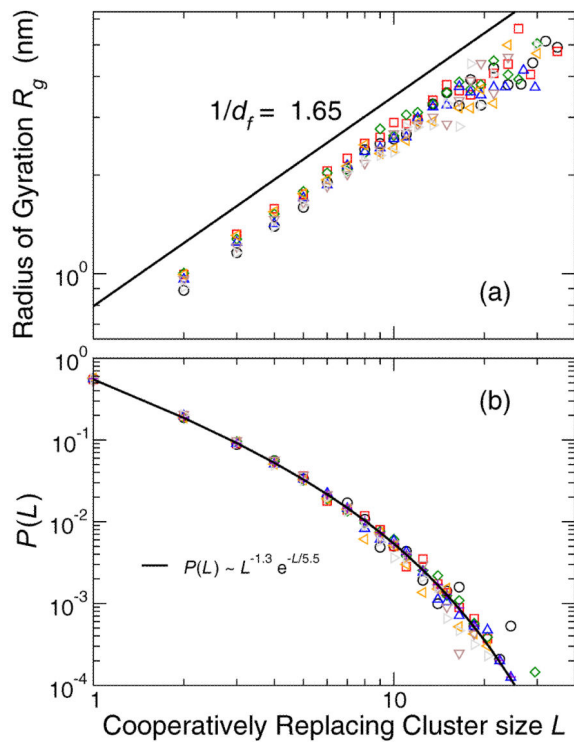 Radius of Gyration R_g (nm)
1/d_f = 1.65
10^0
(a)
10^0
(b)
10^-1
10^-2
P(L)
P(L) ~ L^-1.3 e^-L/5.5
10^-3
10^-4
1
10
Cooperatively Replacing Cluster size L